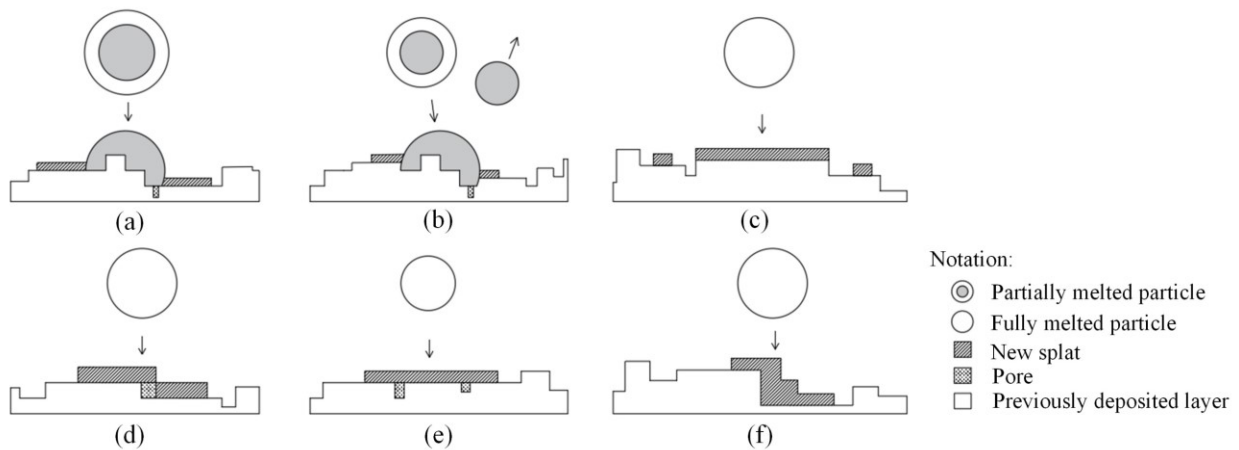 (a)
(b)
(c)
(d)
(e)
(f)
Notation:
Partially melted particle
Fully melted particle
New splat
Pore
Previously deposited layer